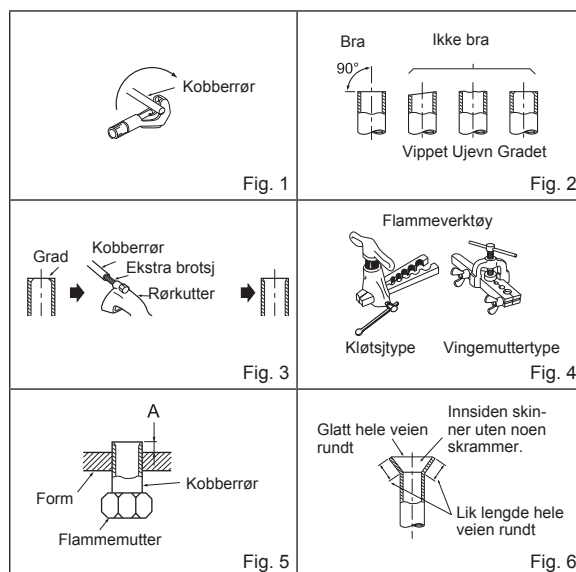 Kobberrør
Fig. 1
Bra
Ikke bra
90°
Vippet Ujevn Gradet
Fig. 2
Grad
Kobberrør
Ekstra brotsj
Rørkutter
Fig. 3
Flammeverktøy
Kløtsjtype
Vingemuttertype
Fig. 4
A
Form
Kobberrør
Flammemutter
Fig. 5
Glatt hele veien
rundt
Innsiden skin-
ner uten noen
skrammer.
Lik lengde hele
veien rundt
Fig. 6